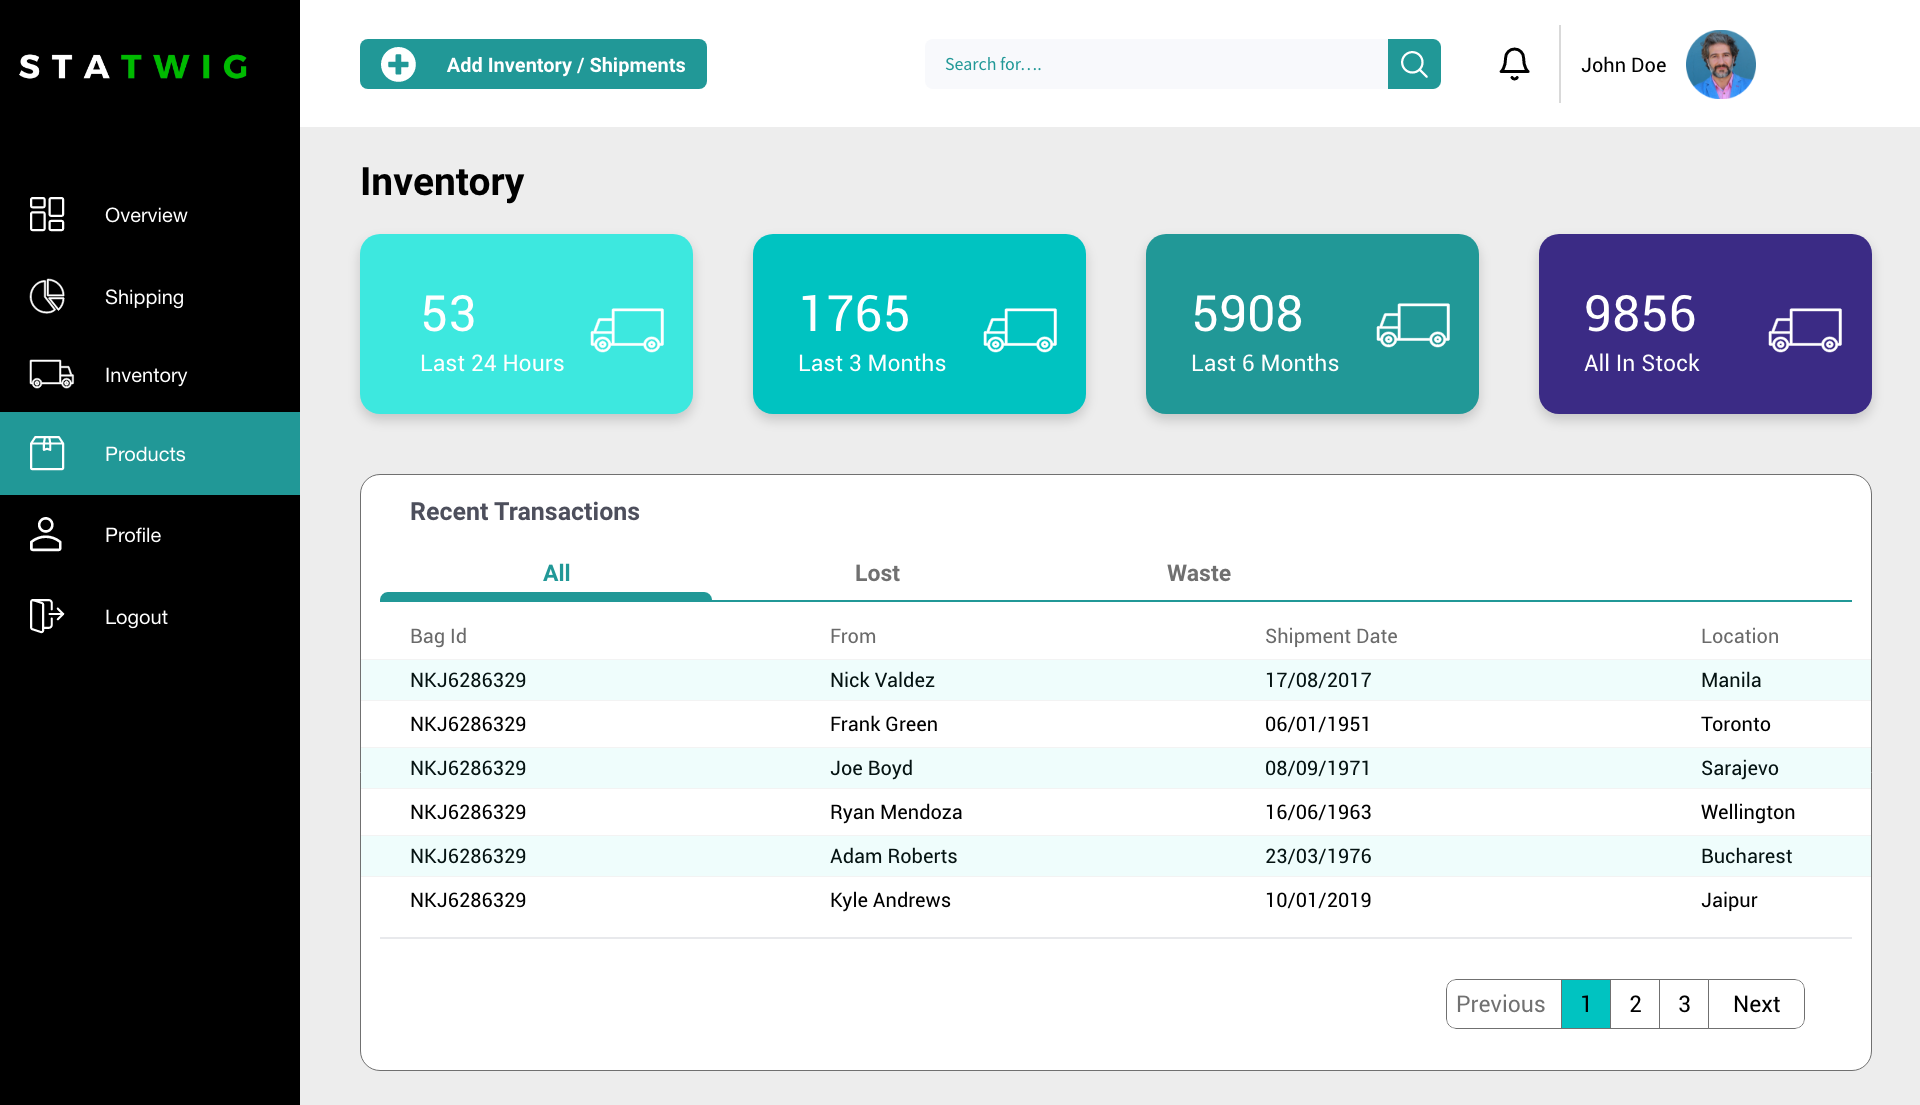 STATWIG
Add Inventory / Shipments
Search for....
John Doe
Overview
Shipping
Inventory
Products
Profile
Logout
Inventory
53
Last 24 Hours
1765
Last 3 Months
5908
Last 6 Months
9856
All In Stock
Recent Transactions
All Lost Waste
Bag Id From Shipment Date Location
NKJ6286329 Nick Valdez 17/08/2017 Manila
NKJ6286329 Frank Green 06/01/1951 Toronto
NKJ6286329 Joe Boyd 08/09/1971 Sarajevo
NKJ6286329 Ryan Mendoza 16/06/1963 Wellington
NKJ6286329 Adam Roberts 23/03/1976 Bucharest
NKJ6286329 Kyle Andrews 10/01/2019 Jaipur
Previous 1 2 3 Next